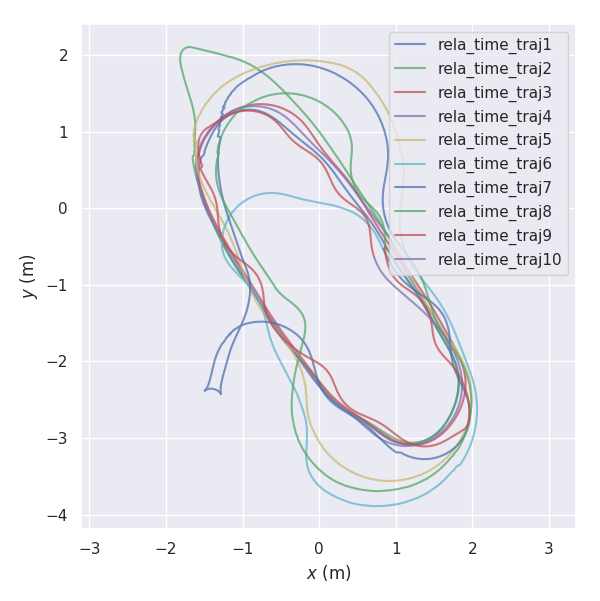 rela_time_traj1
rela_time_traj2
rela_time_traj3
rela_time_traj4
rela_time_traj5
rela_time_traj6
rela_time_traj7
rela_time_traj8
rela_time_traj9
rela_time_traj10
2
1
0
−1
−2
−3
−4
y (m)
−3 −2 −1 0 1 2 3
x (m)